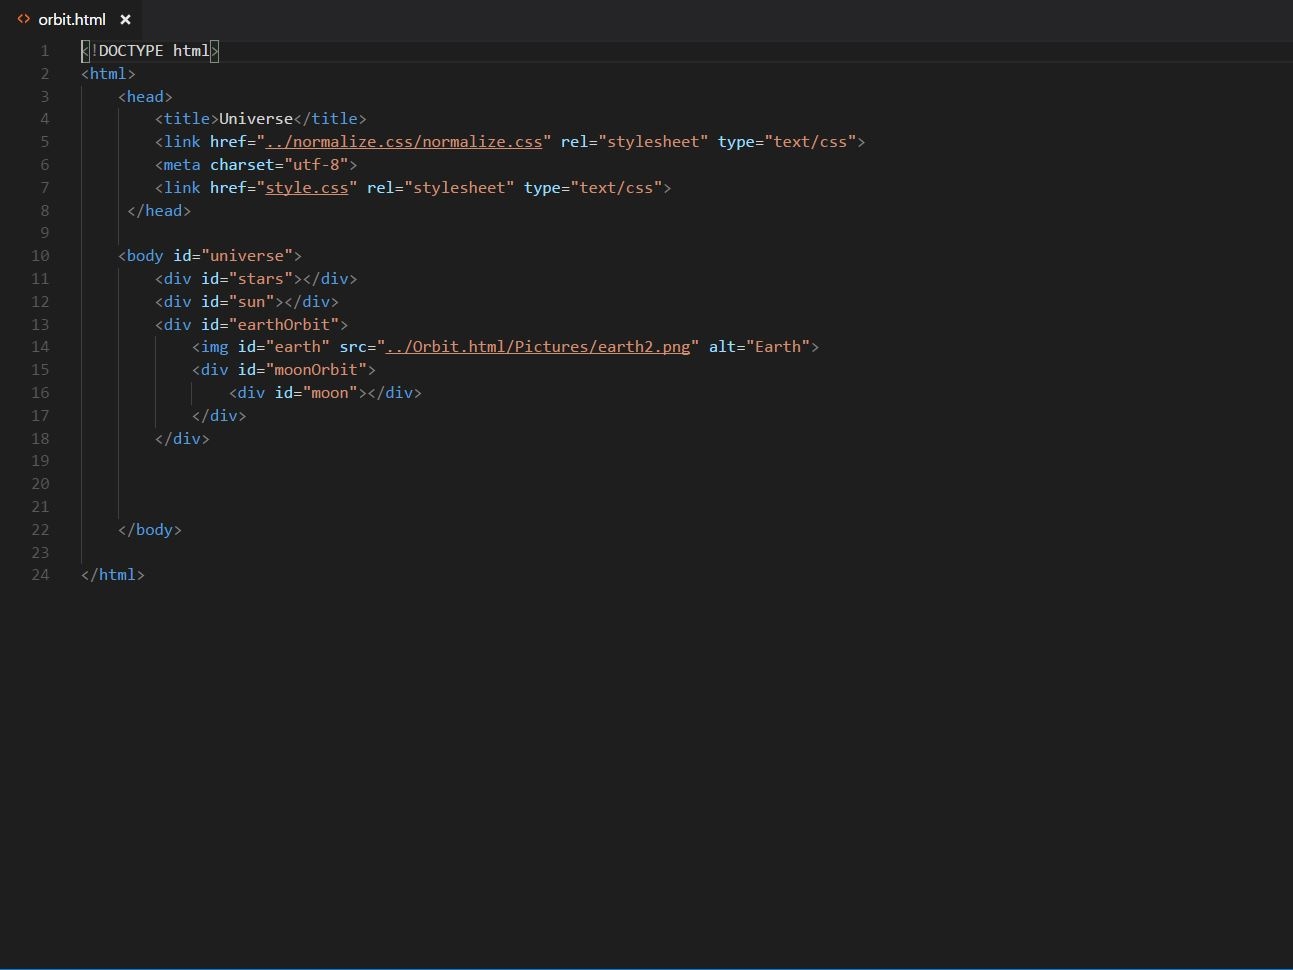 <> orbit.html ×
1 <!DOCTYPE html>
2 <html>
3     <head>
4         <title>Universe</title>
5         <link href="../normalize.css/normalize.css" rel="stylesheet" type="text/css">
6         <meta charset="utf-8">
7         <link href="style.css" rel="stylesheet" type="text/css">
8      </head>
9
10     <body id="universe">
11         <div id="stars"></div>
12         <div id="sun"></div>
13         <div id="earthOrbit">
14             <img id="earth" src="../Orbit.html/Pictures/earth2.png" alt="Earth">
15             <div id="moonOrbit">
16                 <div id="moon"></div>
17             </div>
18         </div>
19
20
21
22     </body>
23
24 </html>